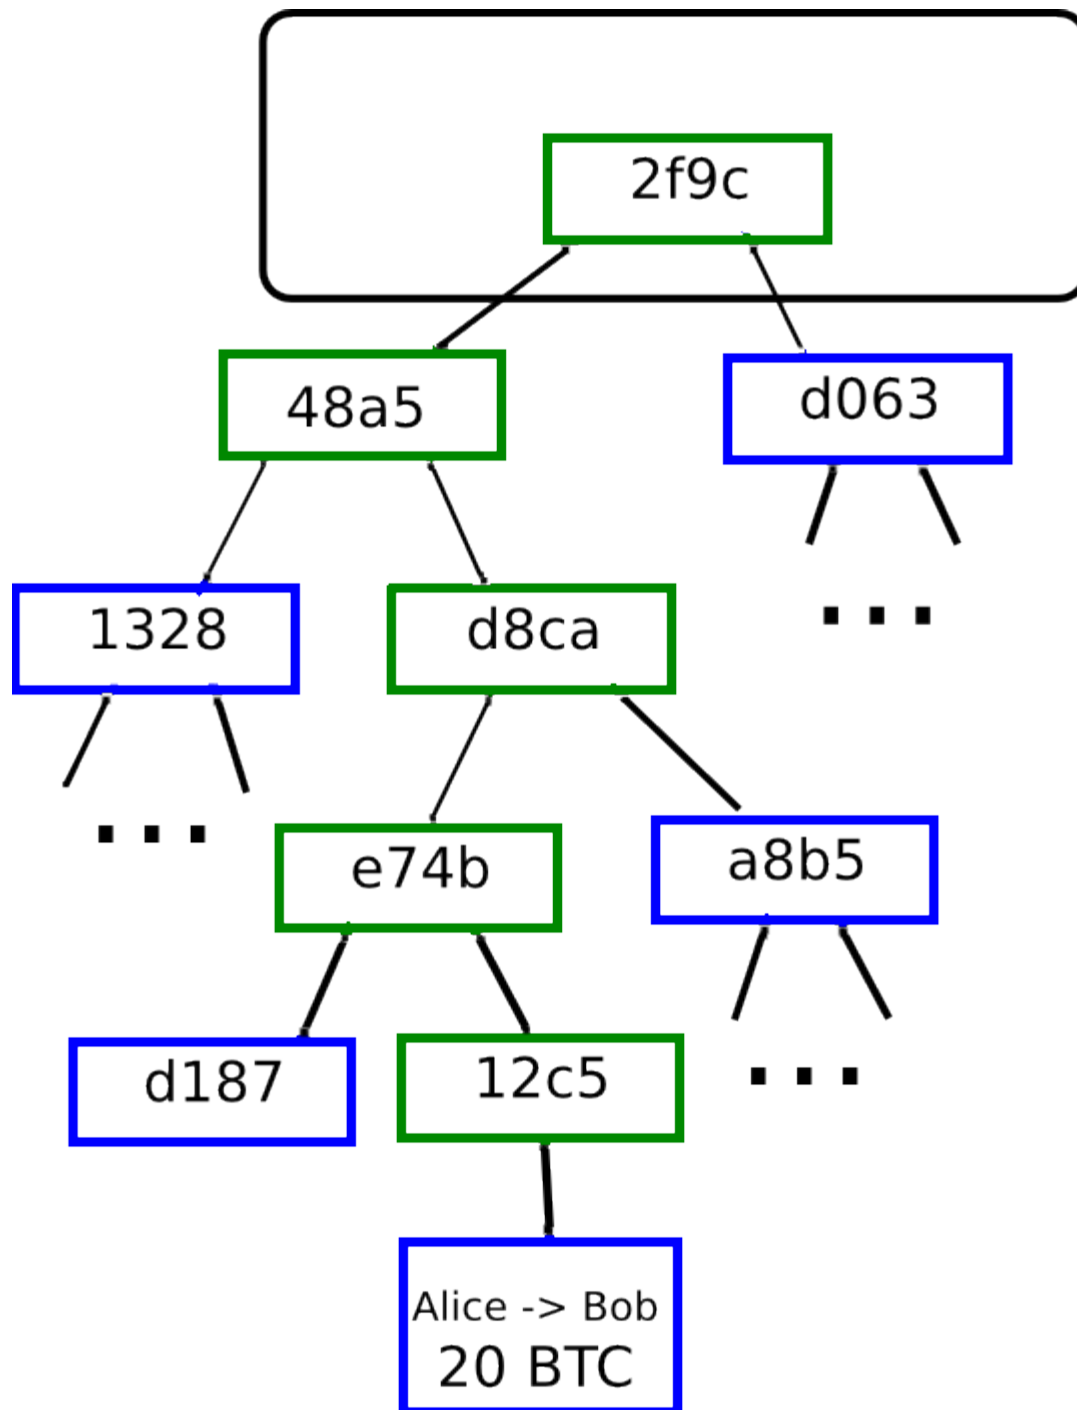 2f9c
48a5
d063
1328
d8ca
...
e74b
a8b5
...
d187
12c5
...
Alice -> Bob
20 BTC